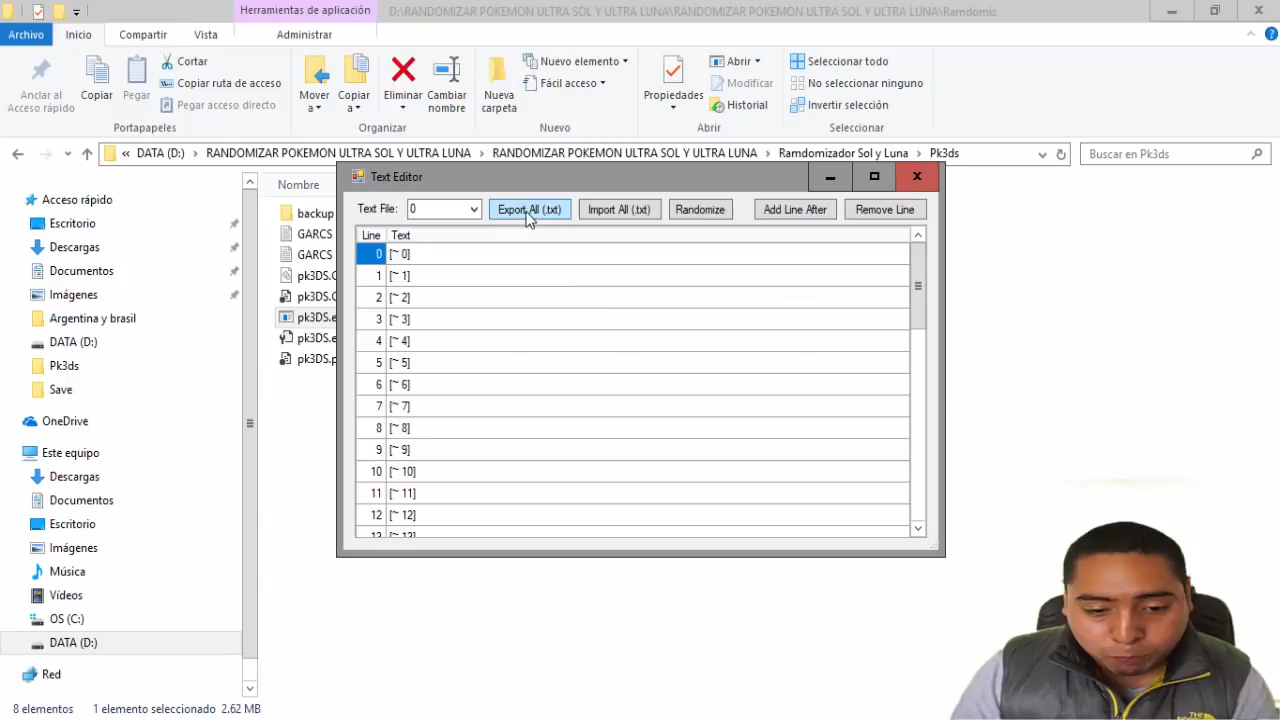 Herramientas de aplicación
D:\RANDOMIZAR POKEMON ULTRA SOL Y ULTRA LUNA\RANDOMIZAR POKEMON ULTRA SOL Y ULTRA LUNA\Ramdomiz
Archivo Inicio Compartir Vista Administrar
Anclar al Acceso rápido
Copiar
Pegar
Cortar
Copiar ruta de acceso
Pegar acceso directo
Portapapeles
Mover a
Copiar a
Eliminar
Cambiar nombre
Organizar
Nueva carpeta
Nuevo elemento
Fácil acceso
Nuevo
Propiedades
Abrir
Modificar
Historial
Abrir
Seleccionar todo
No seleccionar ninguno
Invertir selección
Seleccionar
« DATA (D:) › RANDOMIZAR POKEMON ULTRA SOL Y ULTRA LUNA › RANDOMIZAR POKEMON ULTRA SOL Y ULTRA LUNA › Ramdomizador Sol y Luna › Pk3ds
Buscar en Pk3ds
Acceso rápido
Escritorio
Descargas
Documentos
Imágenes
Argentina y brasil
DATA (D:)
Pk3ds
Save
OneDrive
Este equipo
Descargas
Documentos
Escritorio
Imágenes
Música
Vídeos
OS (C:)
DATA (D:)
Red
Nombre
backup
GARCS
GARCS
pk3DS.
pk3DS.
pk3DS.e
pk3DS.e
pk3DS.p
Text Editor
Text File: 0 Export All (.txt) Import All (.txt) Randomize Add Line After Remove Line
Line Text
0 [~ 0]
1 [~ 1]
2 [~ 2]
3 [~ 3]
4 [~ 4]
5 [~ 5]
6 [~ 6]
7 [~ 7]
8 [~ 8]
9 [~ 9]
10 [~ 10]
11 [~ 11]
12 [~ 12]
13 [~ 13]
8 elementos 1 elemento seleccionado 2.62 MB
THE